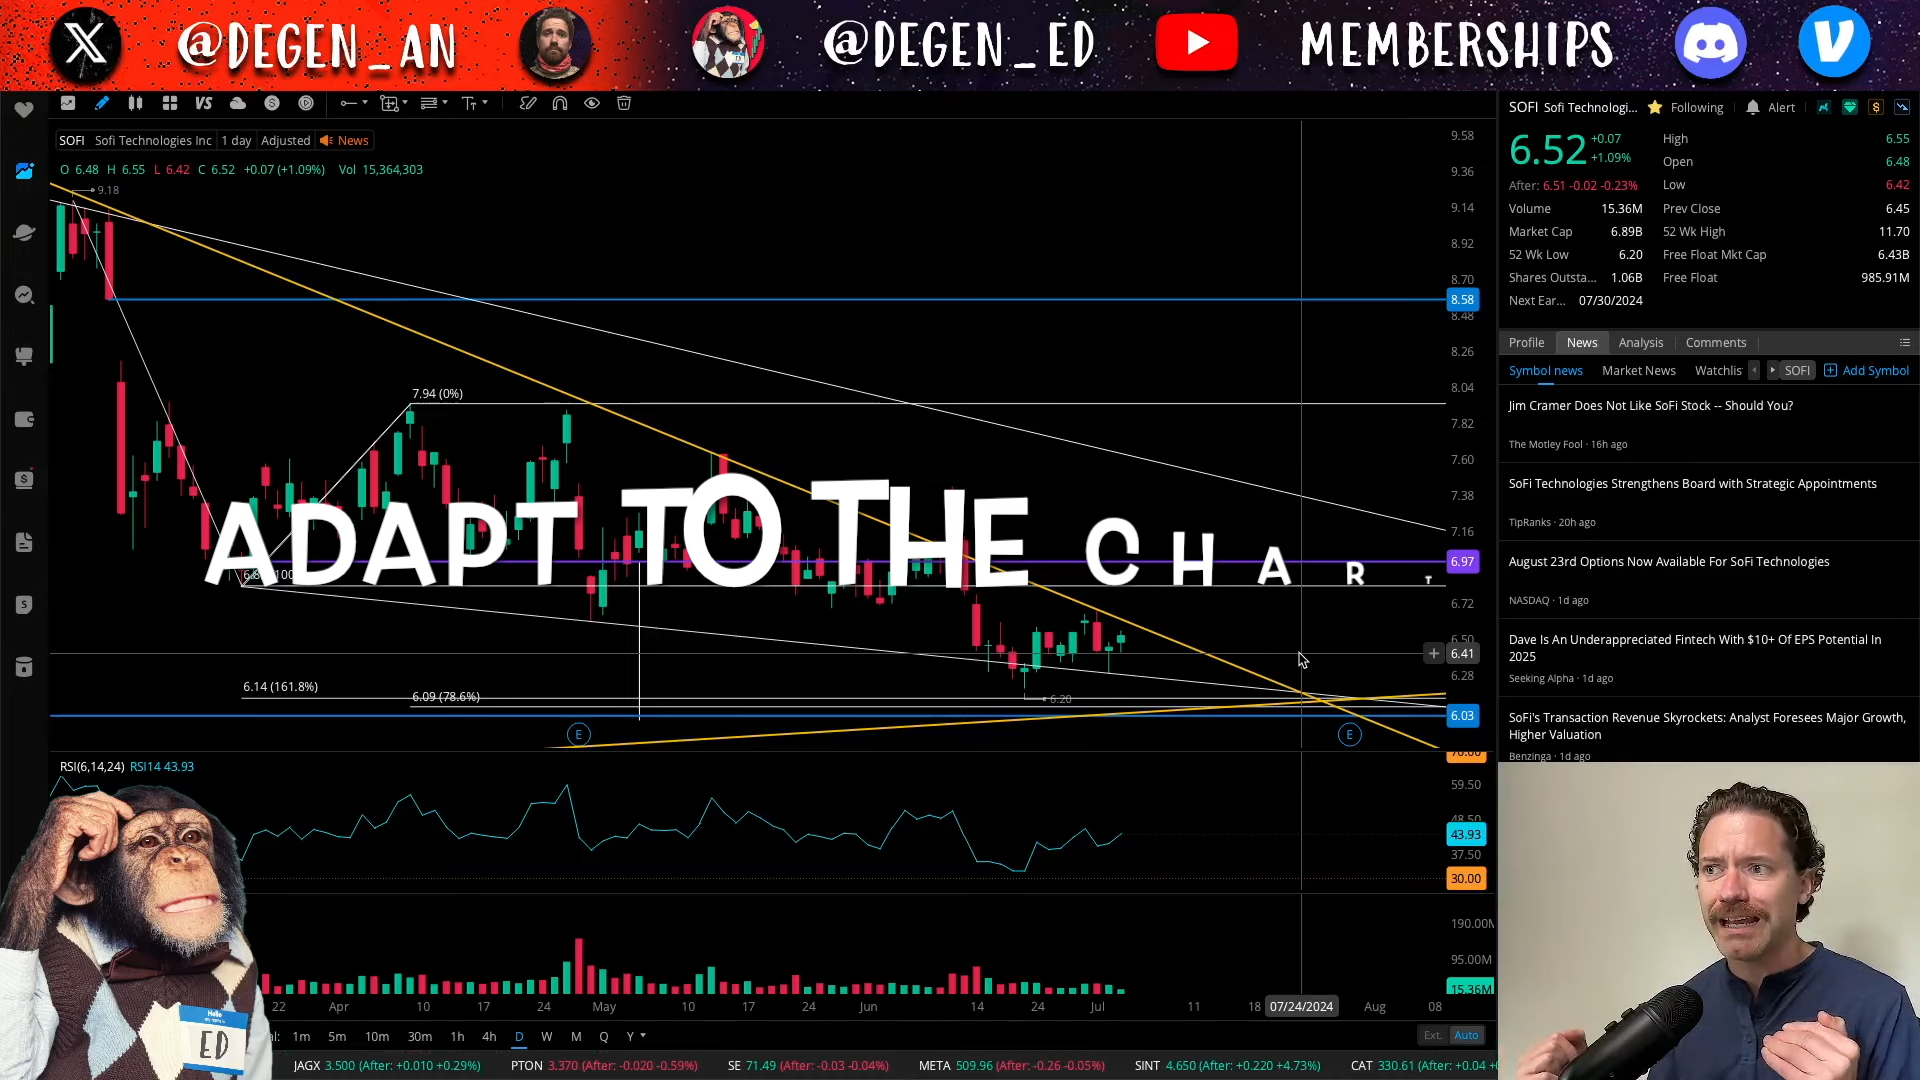 @DEGEN_AN @DEGEN_ED MEMBERSHIPS
VS
SOFI Sofi Technologi... Following Alert
SOFI Sofi Technologies Inc 1 day Adjusted News
O 6.48 H 6.55 L 6.42 C 6.52 +0.07 (+1.09%) Vol 15,364,303
6.52 +0.07 +1.09%
After: 6.51 -0.02 -0.23%
High 6.55
Open 6.48
Low 6.42
Volume 15.36M Prev Close 6.45
Market Cap 6.89B 52 Wk High 11.70
52 Wk Low 6.20 Free Float Mkt Cap 6.43B
Shares Outsta... 1.06B Free Float 985.91M
Next Ear... 07/30/2024
Profile News Analysis Comments
Symbol news Market News Watchlis SOFI Add Symbol
Jim Cramer Does Not Like SoFi Stock -- Should You?
The Motley Fool · 16h ago
SoFi Technologies Strengthens Board with Strategic Appointments
TipRanks · 20h ago
August 23rd Options Now Available For SoFi Technologies
NASDAQ · 1d ago
Dave Is An Underappreciated Fintech With $10+ Of EPS Potential In
2025
Seeking Alpha · 1d ago
SoFi's Transaction Revenue Skyrockets: Analyst Foresees Major Growth,
Higher Valuation
Benzinga · 1d ago
9.18
7.94 (0%)
ADAPT TO THE CHART
6.14 (161.8%)
6.09 (78.6%)
6.20
E E
9.58
9.36
9.14
8.92
8.70
8.58
8.48
8.26
8.04
7.82
7.60
7.38
7.16
6.97
6.72
6.50
6.41
6.28
6.03
RSI(6,14,24) RSI14 43.93
70.00
59.50
48.50
43.93
37.50
30.00
190.00M
95.00M
15.36M
22 Apr 10 17 24 May 10 17 24 Jun 14 24 Jul 11 18 07/24/2024 Aug 08
1m 5m 10m 30m 1h 4h D W M Q Y
Ext. Auto
JAGX 3.500 (After: +0.010 +0.29%) PTON 3.370 (After: -0.020 -0.59%) SE 71.49 (After: -0.03 -0.04%) META 509.96 (After: -0.26 -0.05%) SINT 4.650 (After: +0.220 +4.73%) CAT 330.61 (After: +0.04
Hello
ED